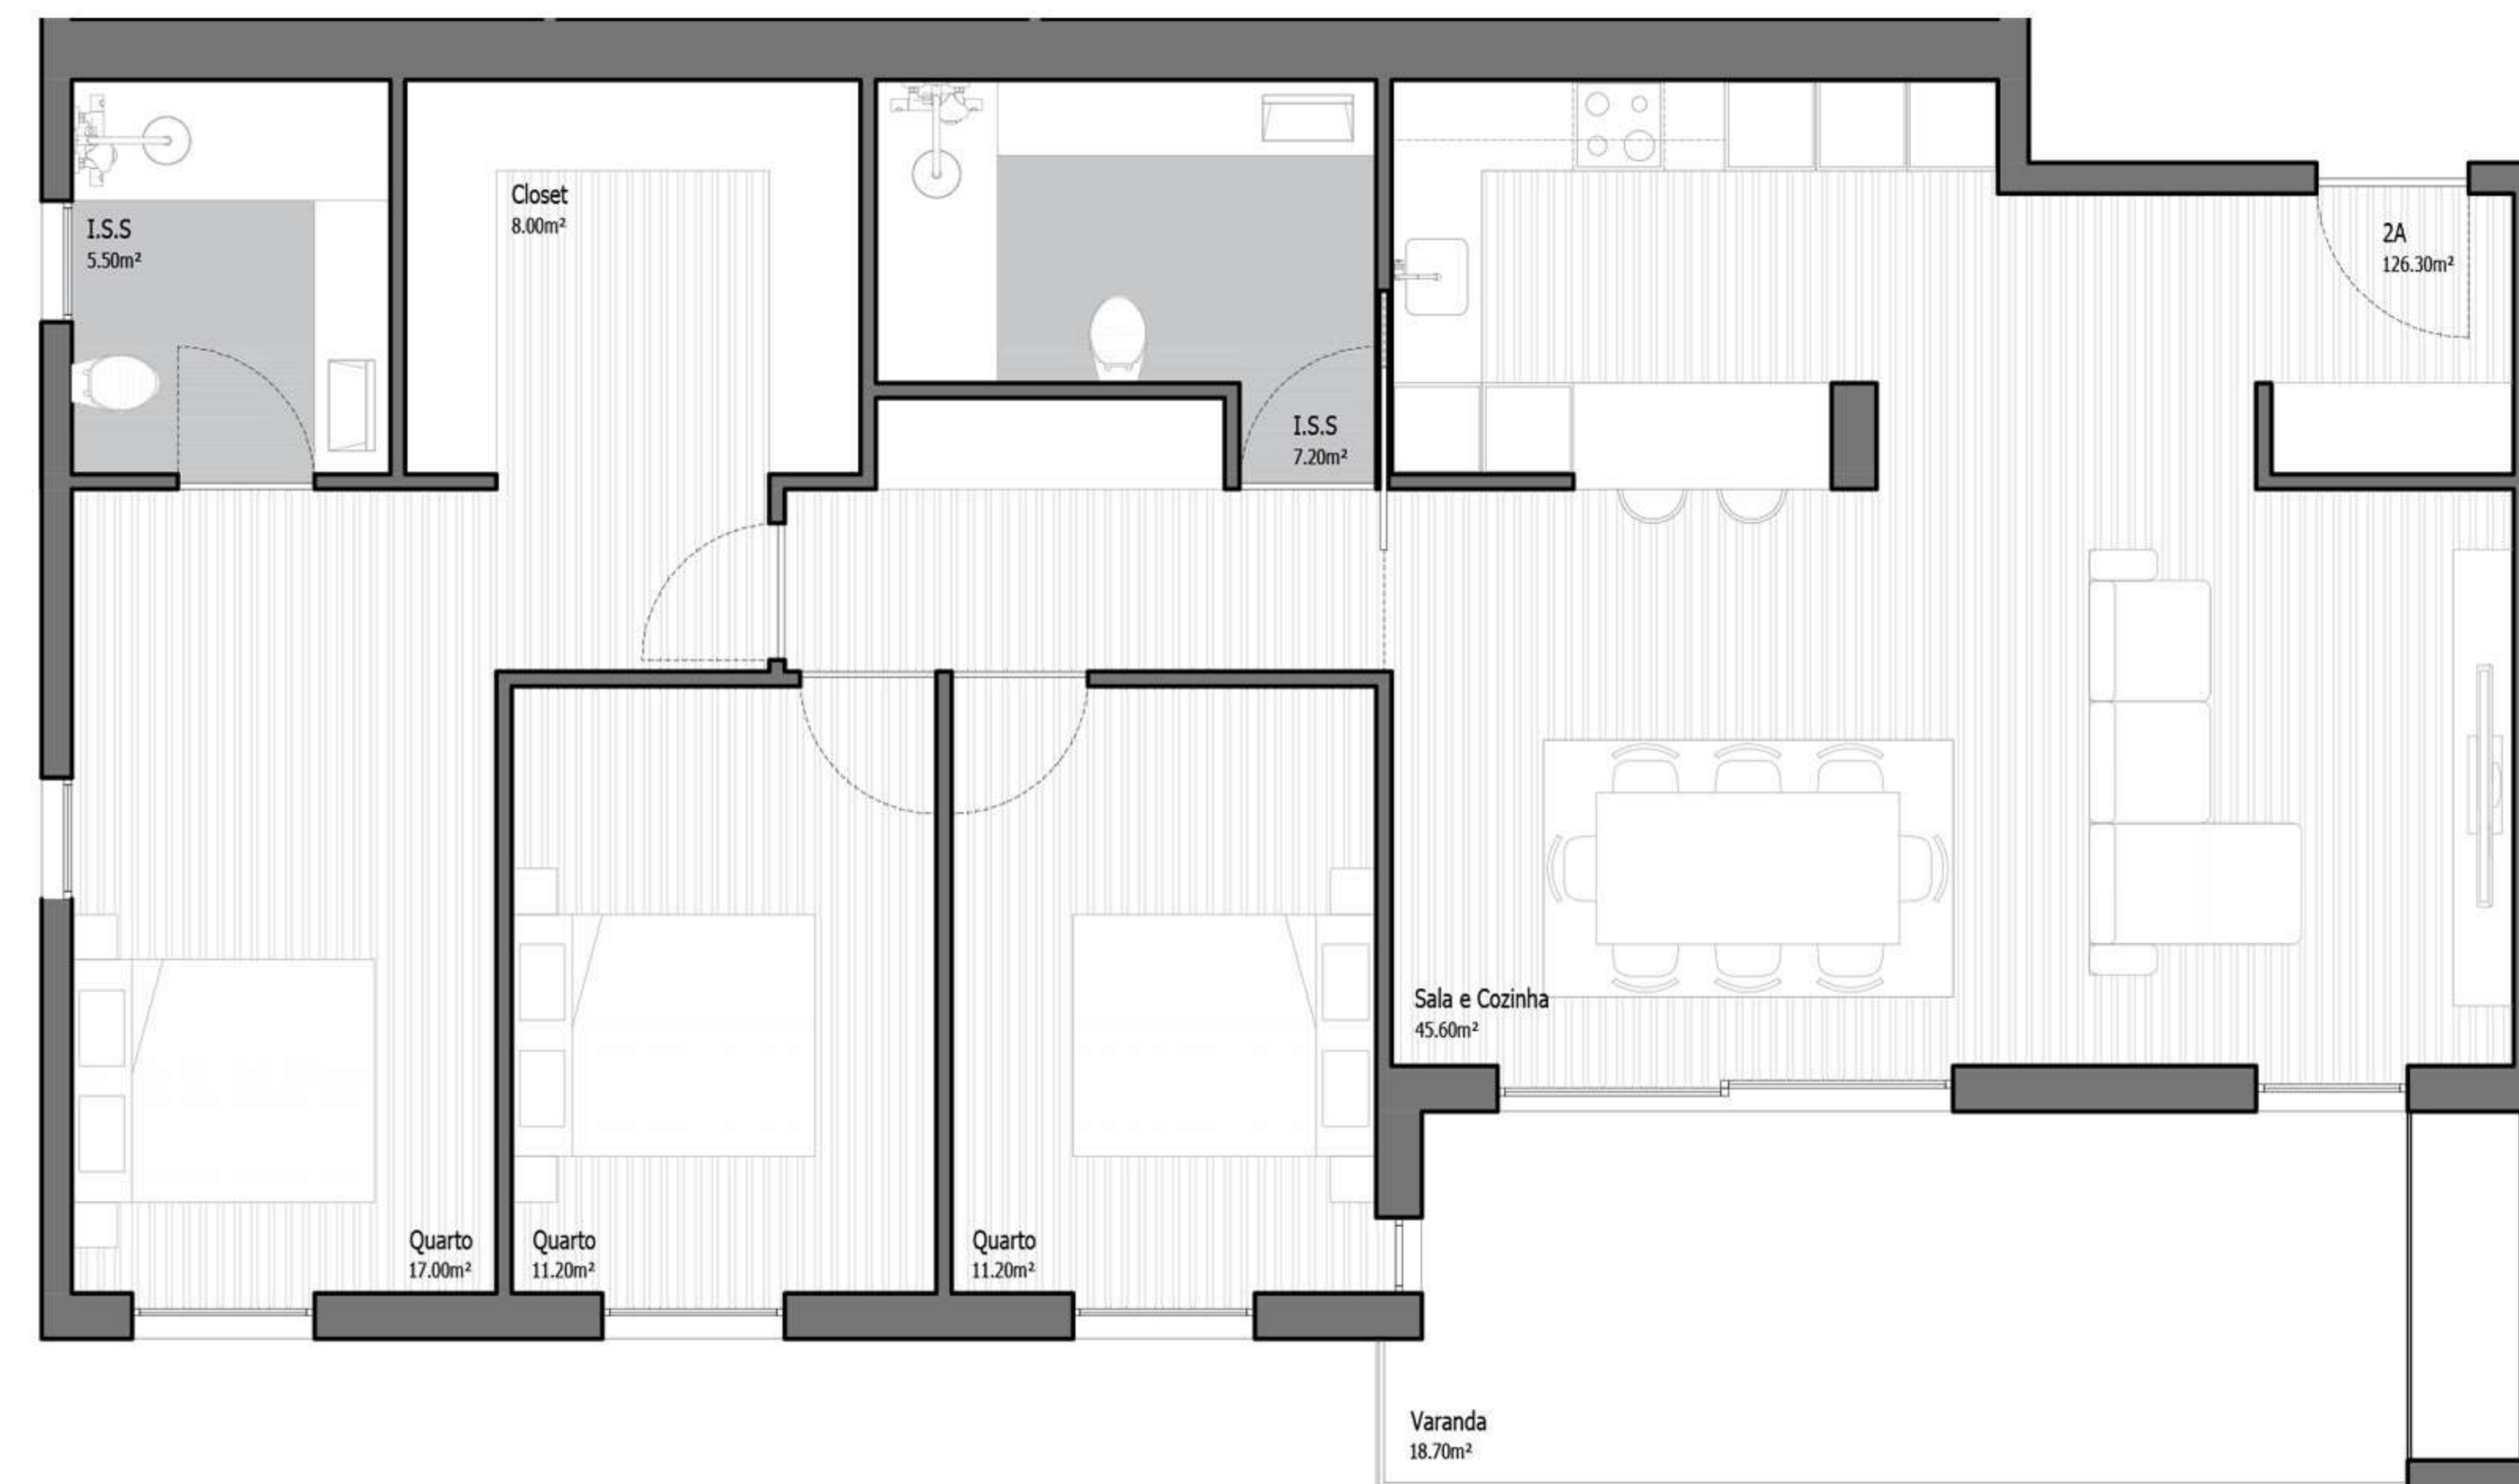 Closet
8.00m²
I.S.S
5.50m²
2A
126.30m²
I.S.S
7.20m²
Sala e Cozinha
45.60m²
Quarto
17.00m²
Quarto
11.20m²
Quarto
11.20m²
Varanda
18.70m²